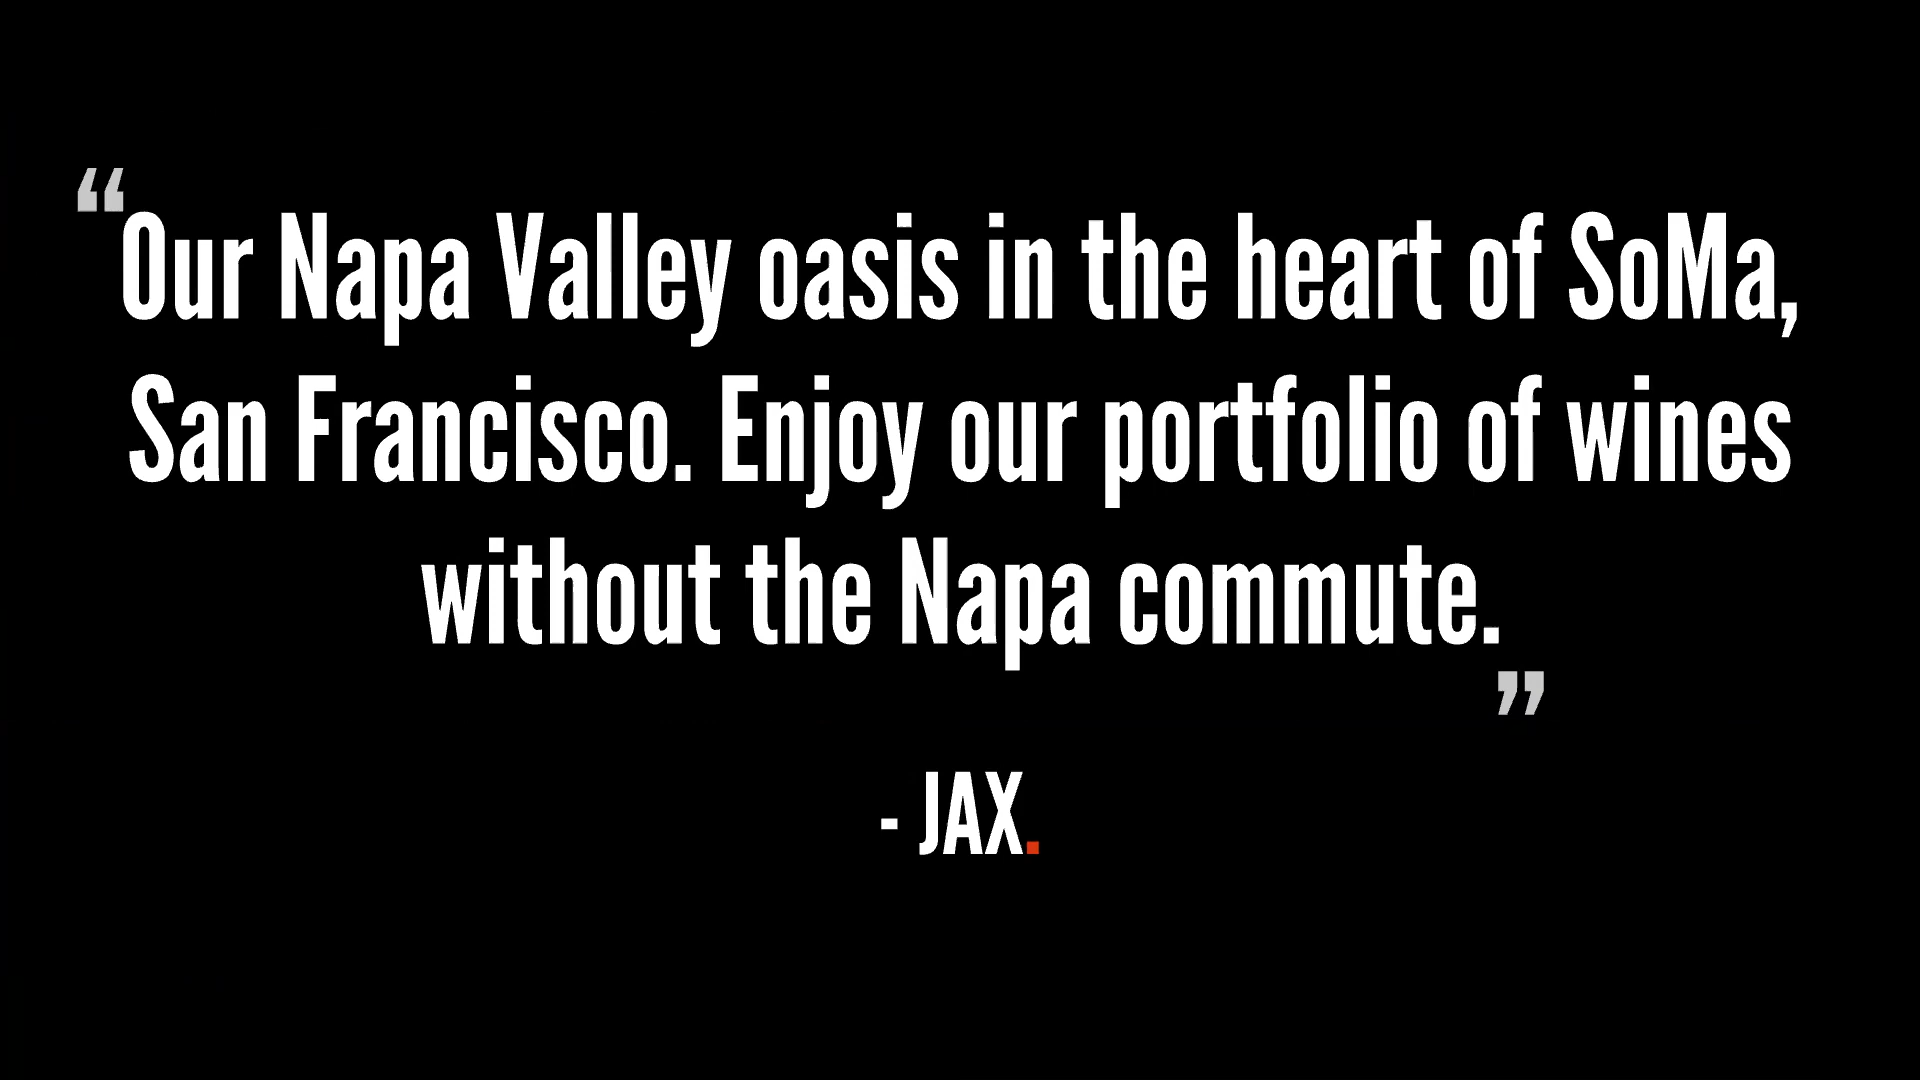 “Our Napa Valley oasis in the heart of SoMa,
San Francisco. Enjoy our portfolio of wines
without the Napa commute.”
- JAX.